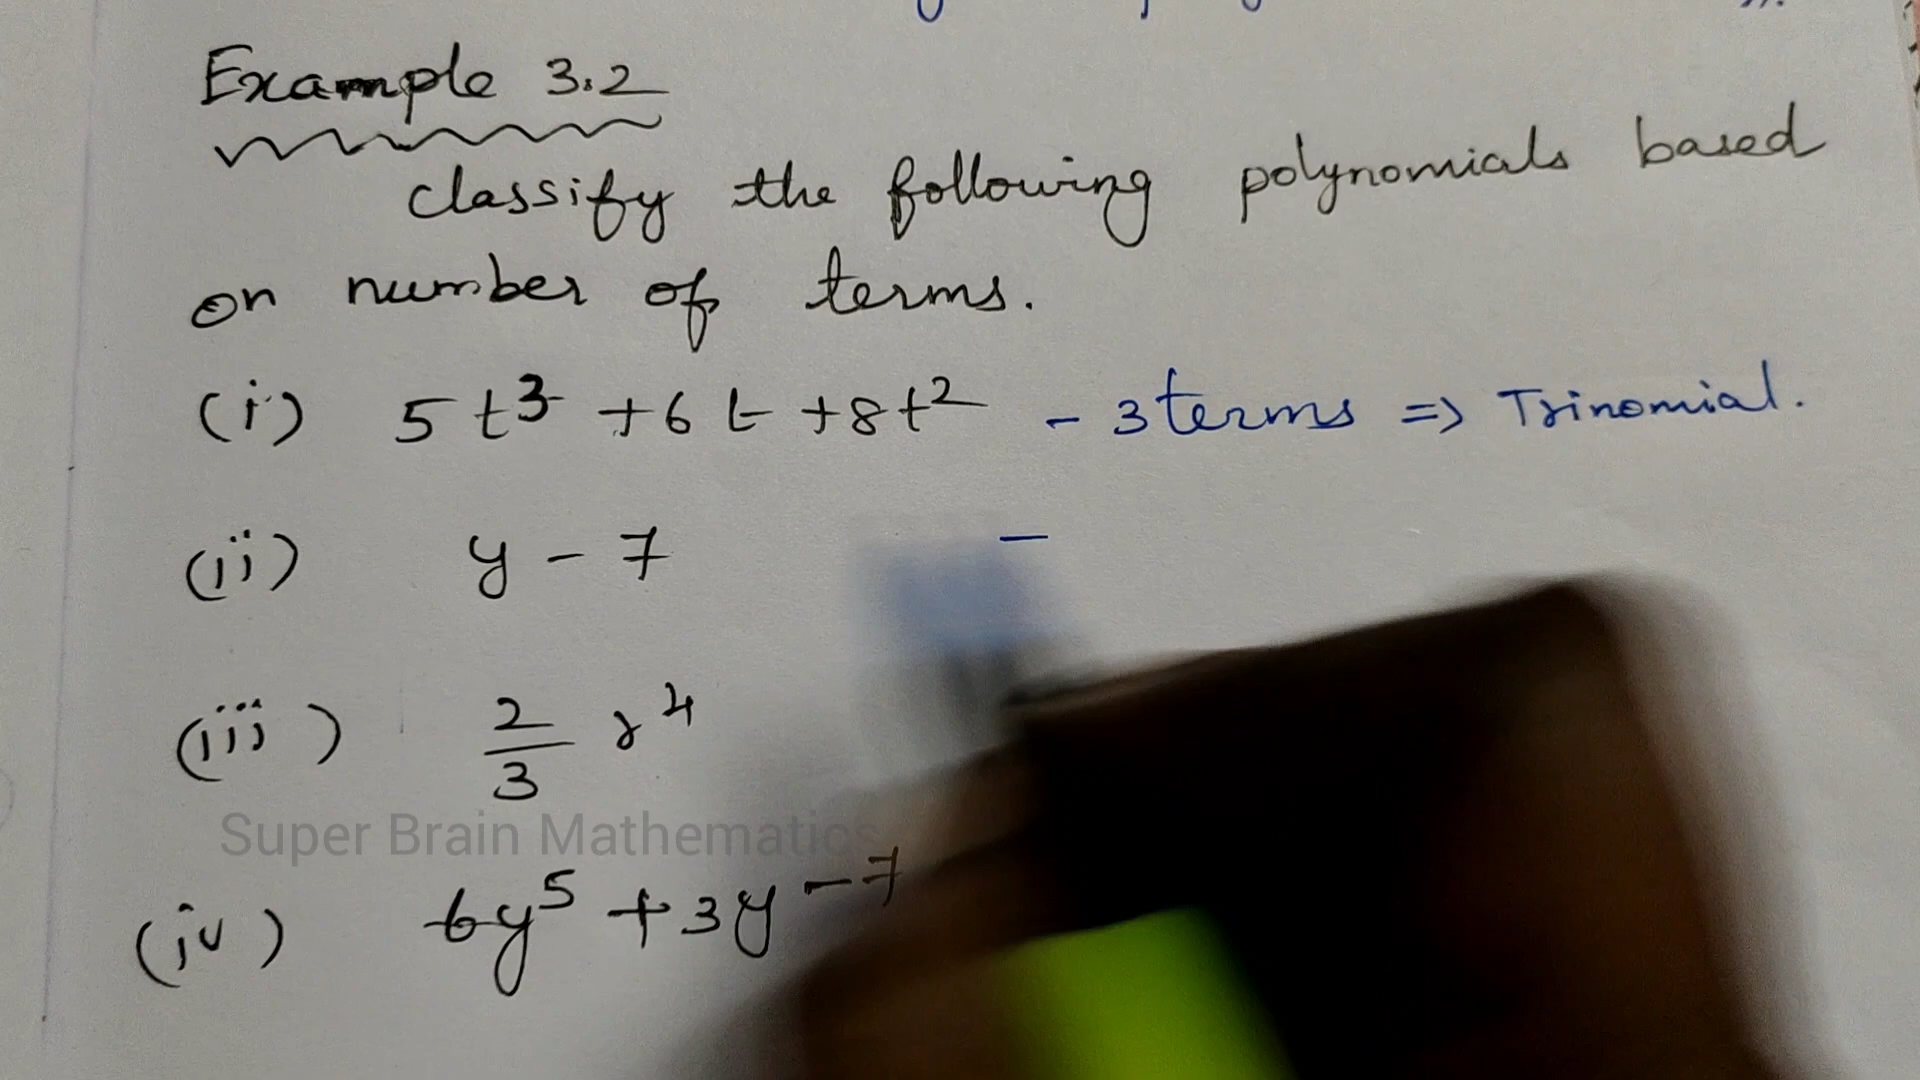 Example 3.2
classify the following polynomials based
on number of terms.
(i) 5t³ + 6t + 8t² - 3 terms => Trinomial.
(ii) y - 7 -
(iii) 2/3 r⁴
Super Brain Mathematics
(iv) 6y⁵ + 3y - 7